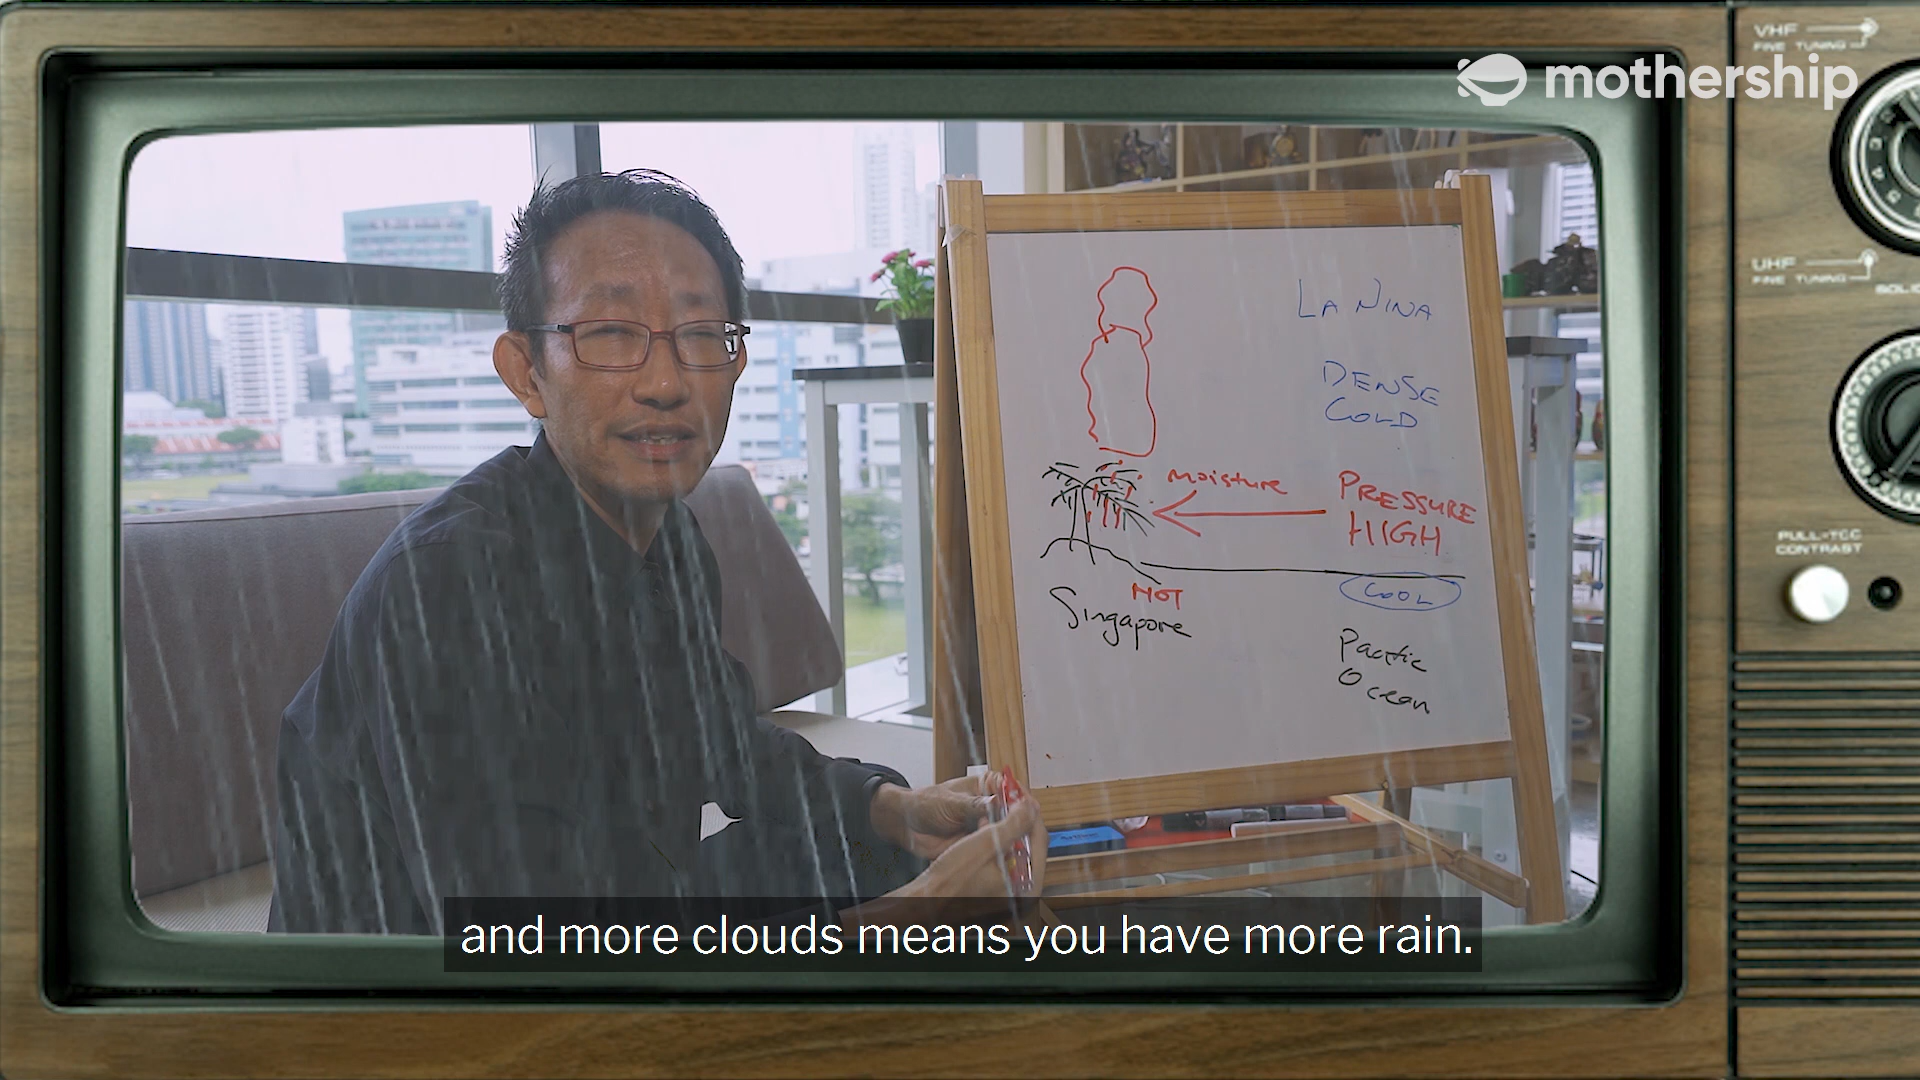 VHF
FINE TUNING
mothership
UHF
FINE TUNING
LA NINA
DENSE
COLD
moisture
PRESSURE
HIGH
PULL-TCC
CONTRAST
HOT
COOL
Singapore
Pacific
Ocean
and more clouds means you have more rain.